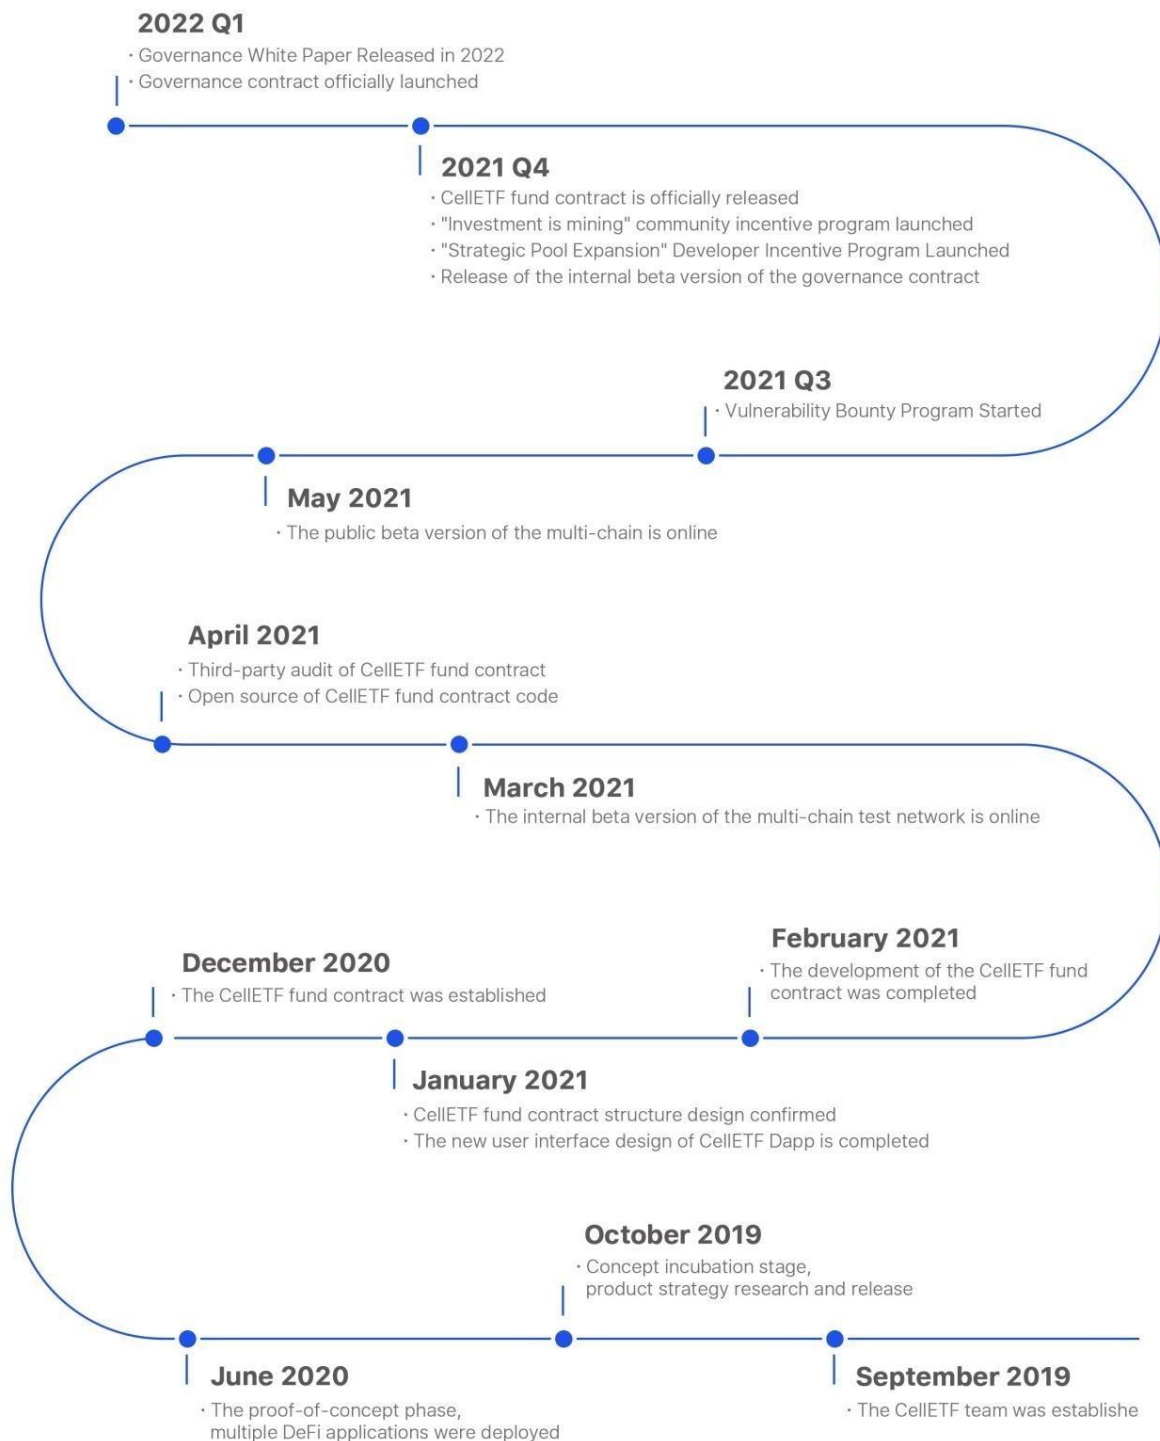 2022 Q1
· Governance White Paper Released in 2022
· Governance contract officially launched
2021 Q4
· CellETF fund contract is officially released
· "Investment is mining" community incentive program launched
· "Strategic Pool Expansion" Developer Incentive Program Launched
· Release of the internal beta version of the governance contract
2021 Q3
· Vulnerability Bounty Program Started
May 2021
· The public beta version of the multi-chain is online
April 2021
· Third-party audit of CellETF fund contract
· Open source of CellETF fund contract code
March 2021
· The internal beta version of the multi-chain test network is online
February 2021
· The development of the CellETF fund
contract was completed
December 2020
· The CellETF fund contract was established
January 2021
· CellETF fund contract structure design confirmed
· The new user interface design of CellETF Dapp is completed
October 2019
· Concept incubation stage,
product strategy research and release
June 2020
· The proof-of-concept phase,
multiple DeFi applications were deployed
September 2019
· The CellETF team was establishe